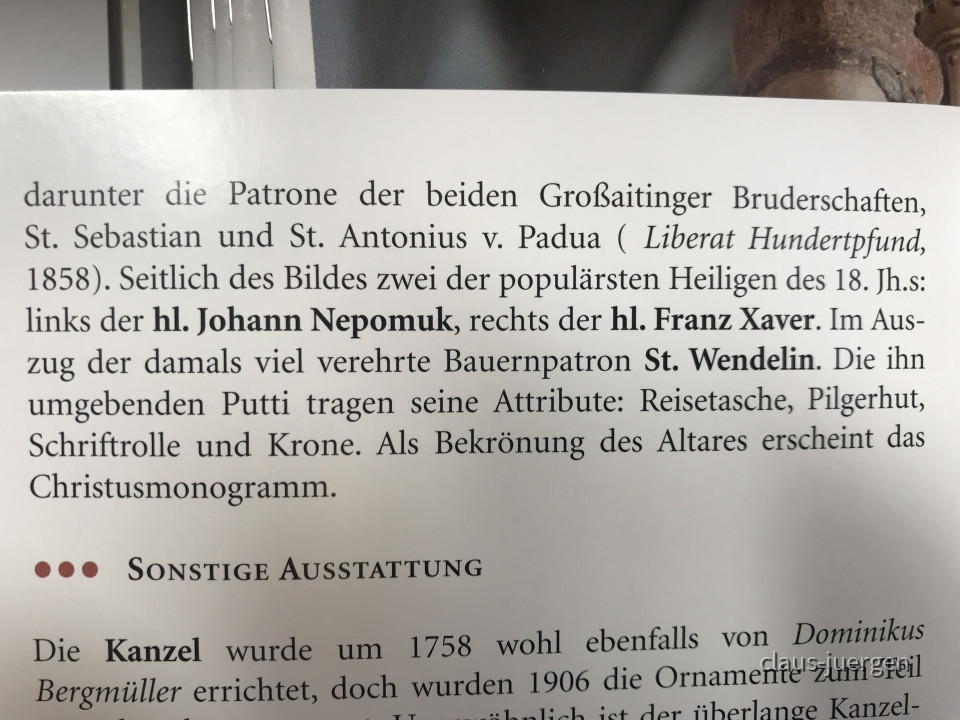 darunter die Patrone der beiden Großaitinger Bruderschaften,
St. Sebastian und St. Antonius v. Padua ( Liberat Hundertpfund,
1858). Seitlich des Bildes zwei der populärsten Heiligen des 18. Jh.s:
links der hl. Johann Nepomuk, rechts der hl. Franz Xaver. Im Aus-
zug der damals viel verehrte Bauernpatron St. Wendelin. Die ihn
umgebenden Putti tragen seine Attribute: Reisetasche, Pilgerhut,
Schriftrolle und Krone. Als Bekrönung des Altares erscheint das
Christusmonogramm.
Sonstige Ausstattung
Die Kanzel wurde um 1758 wohl ebenfalls von Dominikus
claus-juergen
Bergmüller errichtet, doch wurden 1906 die Ornamente zum Teil
ist der überlange Kanzel-